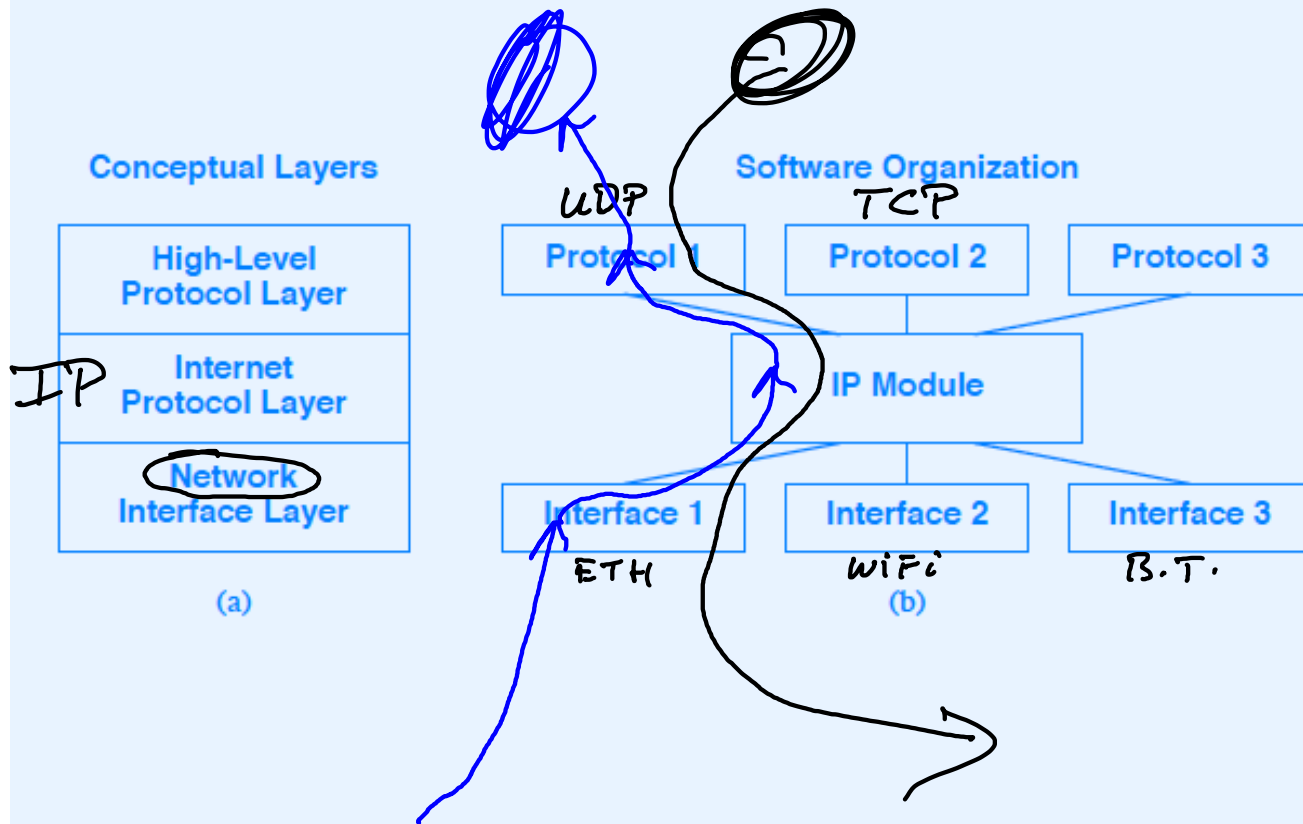 Conceptual Layers
Software Organization
UDP
TCP
High-Level
Protocol Layer
Protocol 1
Protocol 2
Protocol 3
IP
Internet
Protocol Layer
IP Module
Network
Interface Layer
Interface 1
Interface 2
Interface 3
ETH
WiFi
B.T.
(a)
(b)